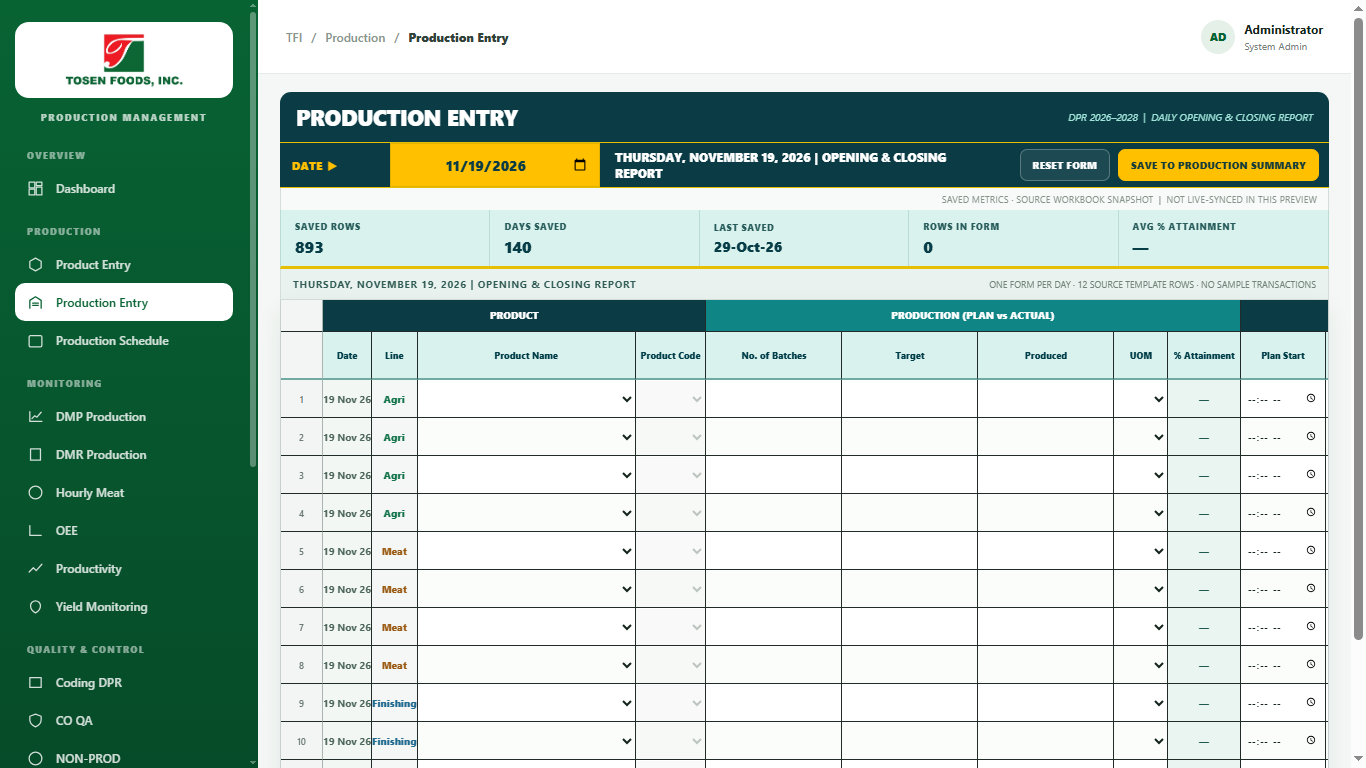 TOSEN FOODS, INC.
PRODUCTION MANAGEMENT
OVERVIEW
Dashboard
PRODUCTION
Product Entry
Production Entry
Production Schedule
MONITORING
DMP Production
DMR Production
Hourly Meat
OEE
Productivity
Yield Monitoring
QUALITY & CONTROL
Coding DPR
CO QA
NON-PROD
TFI / Production / Production Entry
AD
Administrator
System Admin
PRODUCTION ENTRY
DPR 2026–2028 | DAILY OPENING & CLOSING REPORT
DATE ▶ 11/19/2026
THURSDAY, NOVEMBER 19, 2026 | OPENING & CLOSING
REPORT
RESET FORM
SAVE TO PRODUCTION SUMMARY
SAVED METRICS · SOURCE WORKBOOK SNAPSHOT | NOT LIVE-SYNCED IN THIS PREVIEW
SAVED ROWS DAYS SAVED LAST SAVED ROWS IN FORM AVG % ATTAINMENT
893 140 29-Oct-26 0 —
THURSDAY, NOVEMBER 19, 2026 | OPENING & CLOSING REPORT
ONE FORM PER DAY · 12 SOURCE TEMPLATE ROWS · NO SAMPLE TRANSACTIONS
PRODUCT PRODUCTION (PLAN vs ACTUAL)
Date Line Product Name Product Code No. of Batches Target Produced UOM % Attainment Plan Start
1 19 Nov 26 Agri — --:-- --
2 19 Nov 26 Agri — --:-- --
3 19 Nov 26 Agri — --:-- --
4 19 Nov 26 Agri — --:-- --
5 19 Nov 26 Meat — --:-- --
6 19 Nov 26 Meat — --:-- --
7 19 Nov 26 Meat — --:-- --
8 19 Nov 26 Meat — --:-- --
9 19 Nov 26 Finishing — --:-- --
10 19 Nov 26 Finishing — --:-- --